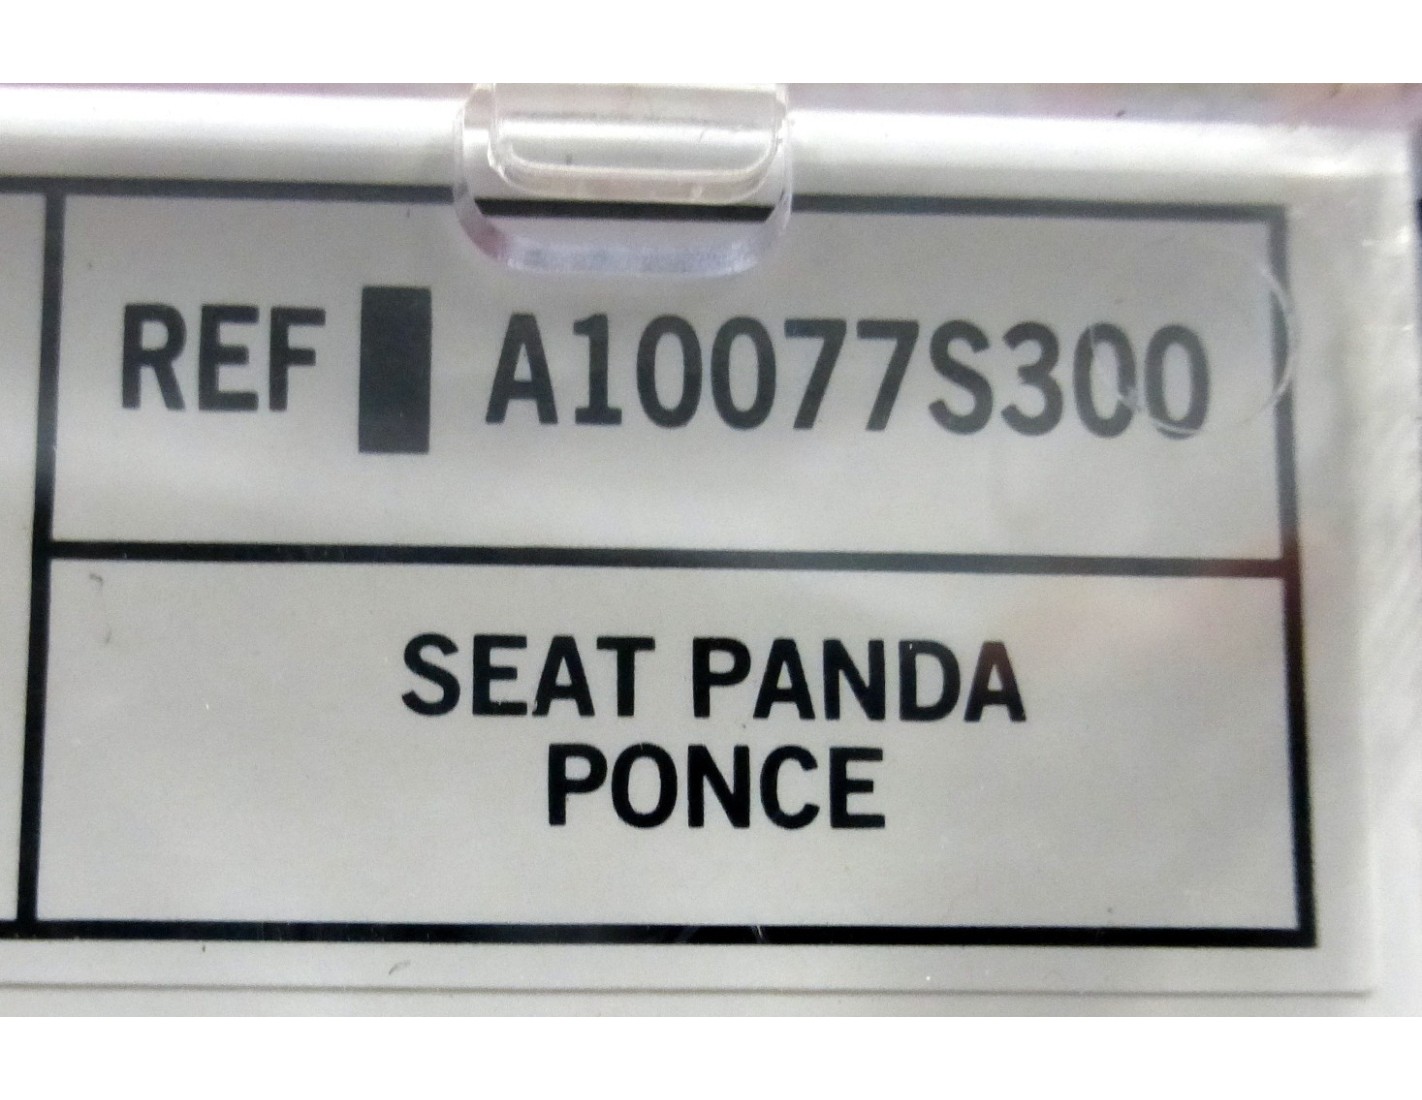 REF A10077S300
SEAT PANDA
PONCE